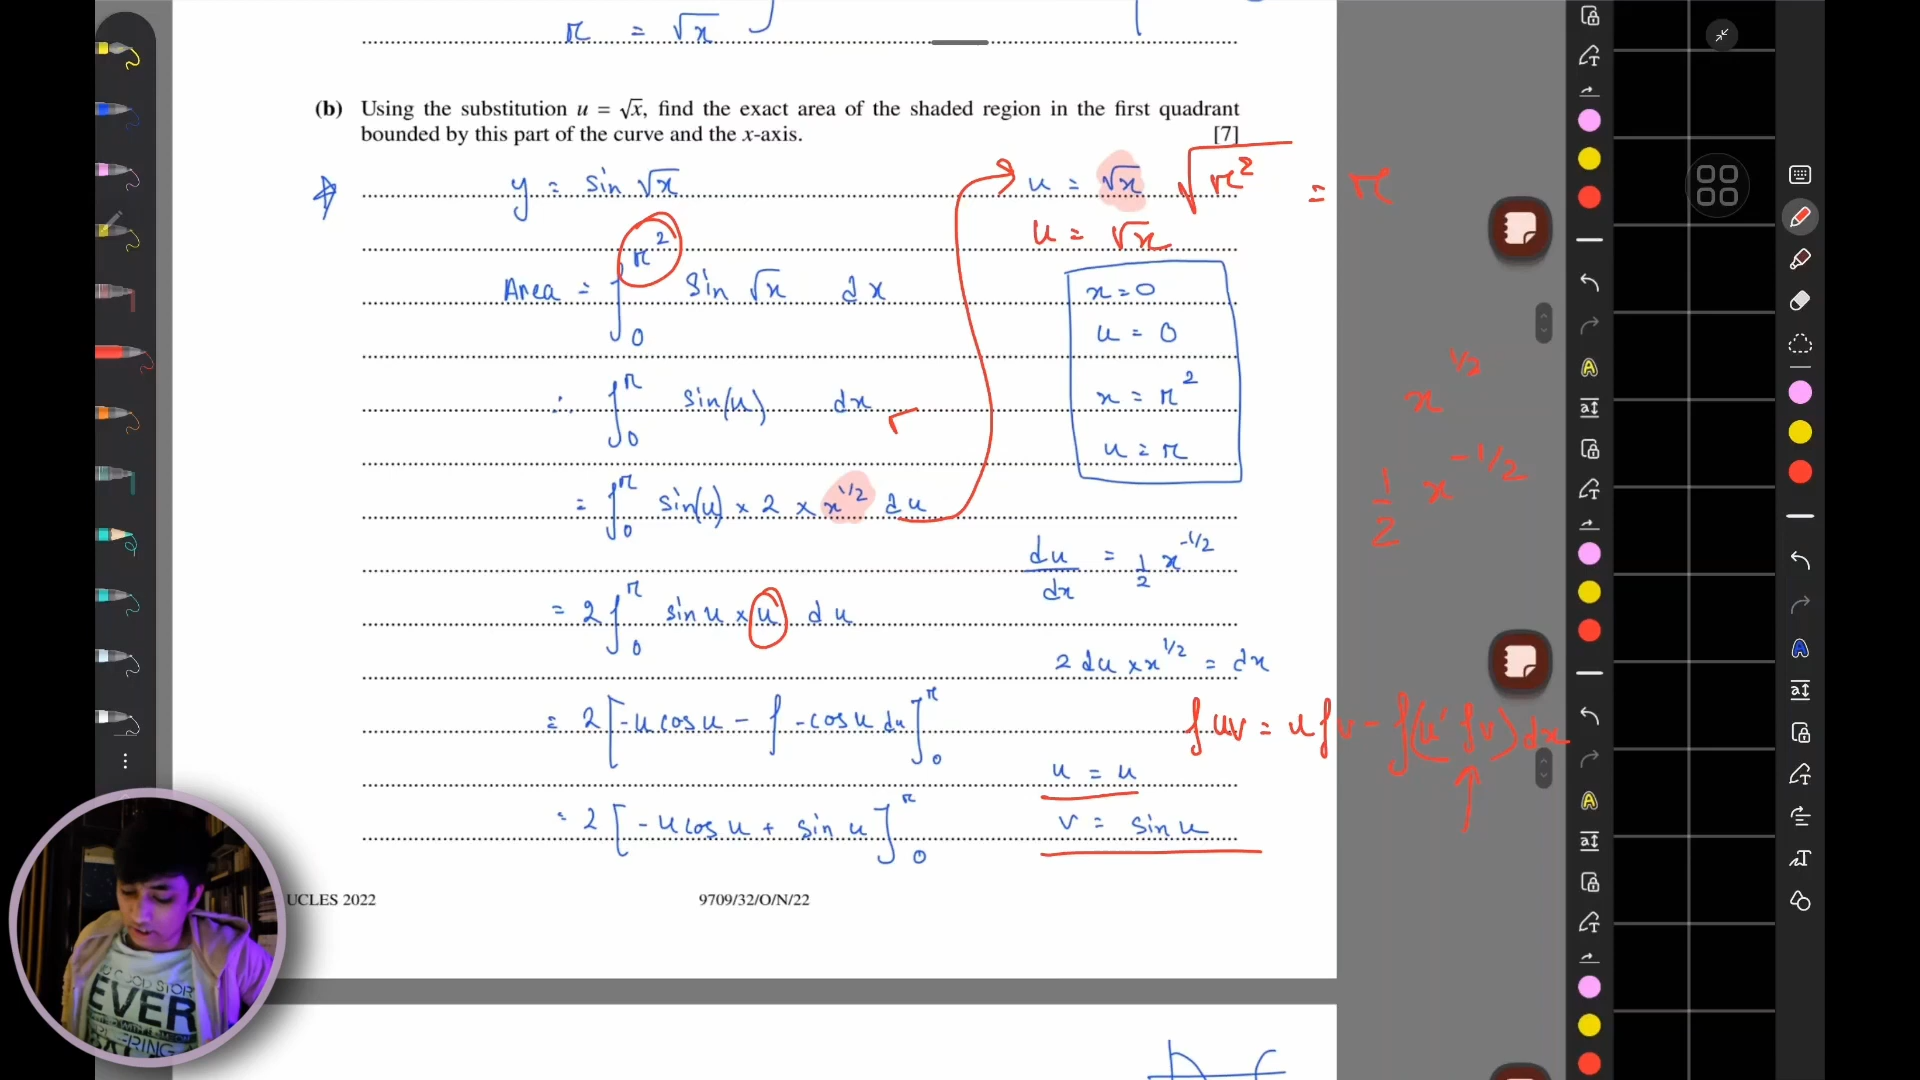 π = √x
(b) Using the substitution u = √x, find the exact area of the shaded region in the first quadrant
bounded by this part of the curve and the x-axis. [7]
y = sin √x
u = √x
√π² = π
u = √x
Area = ∫₀^π² sin √x dx
x = 0
u = 0
x = π²
u = π
∴ ∫₀^π sin(u) dx
x^1/2
1/2 x^-1/2
= ∫₀^π sin(u) × 2 × x^1/2 du
du/dx = 1/2 x^-1/2
= 2∫₀^π sin u × u du
2 du × x^1/2 = dx
= 2[-u cos u - ∫ -cos u du]₀^π
∫uv = u∫v - ∫(u' ∫v) dx
u = u
= 2[-u cos u + sin u]₀^π
v = sin u
UCLES 2022
9709/32/O/N/22
EVER